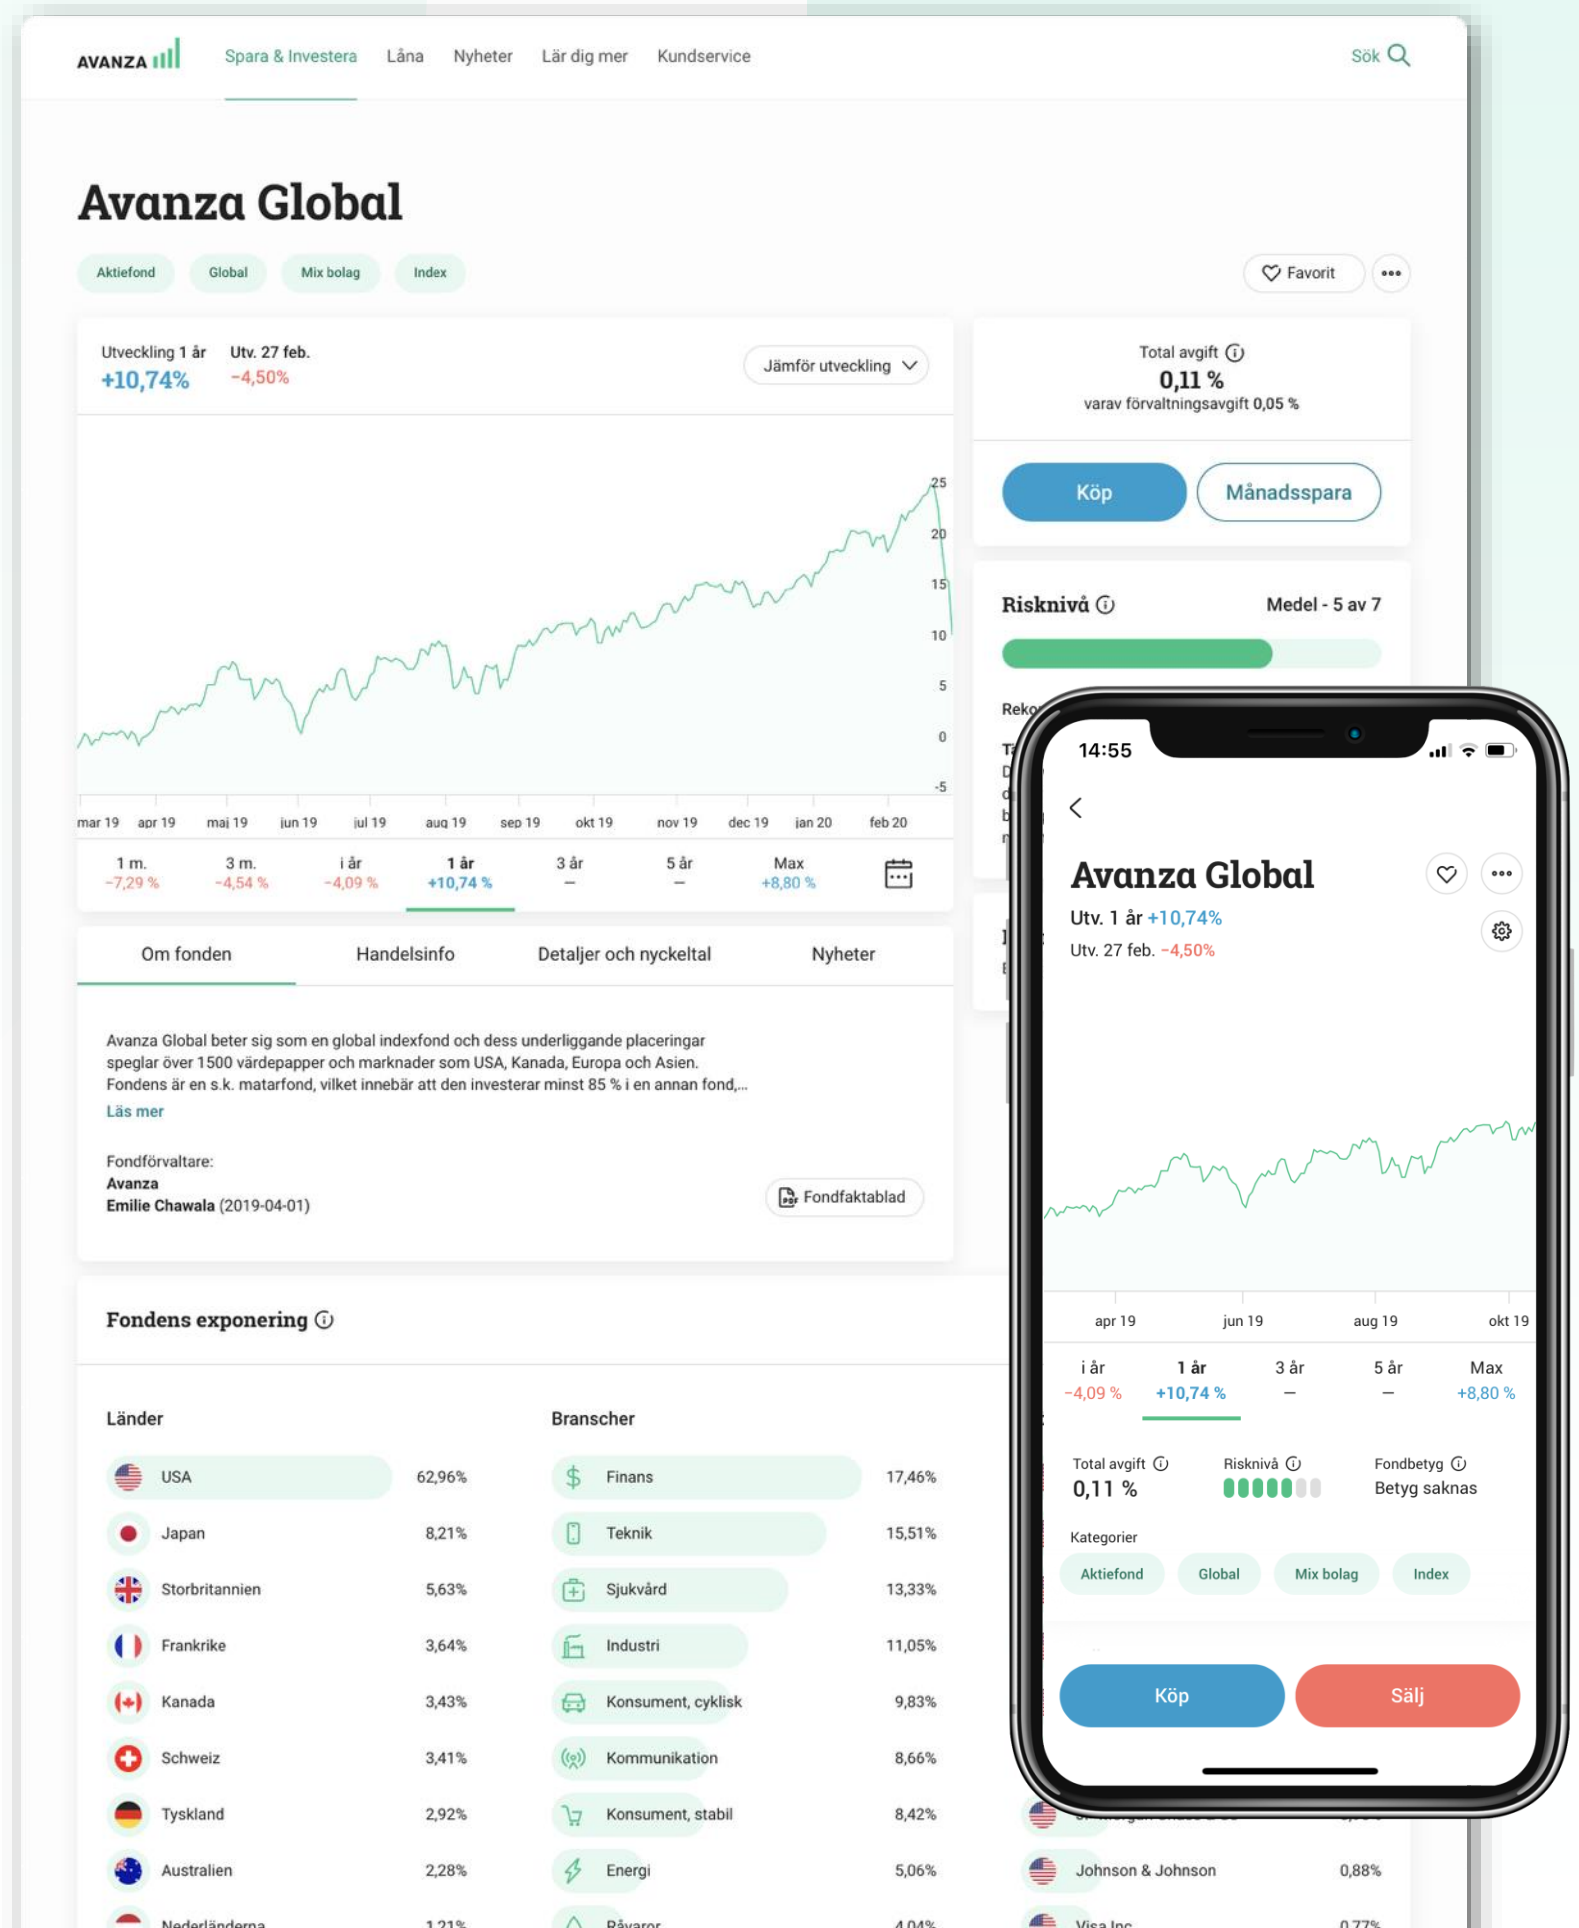 AVANZA
Spara & Investera
Låna
Nyheter
Lär dig mer
Kundservice
Sök
Avanza Global
Aktiefond
Global
Mix bolag
Index
Favorit
Utveckling 1 år
Utv. 27 feb.
+10,74%
−4,50%
Jämför utveckling
25
20
15
10
5
0
-5
mar 19
apr 19
maj 19
jun 19
jul 19
aug 19
sep 19
okt 19
nov 19
dec 19
jan 20
feb 20
1 m.
−7,29 %
3 m.
−4,54 %
i år
−4,09 %
1 år
+10,74 %
3 år
–
5 år
–
Max
+8,80 %
Total avgift
0,11 %
varav förvaltningsavgift 0,05 %
Köp
Månadsspara
Risknivå
Medel - 5 av 7
Om fonden
Handelsinfo
Detaljer och nyckeltal
Nyheter
Avanza Global beter sig som en global indexfond och dess underliggande placeringar
speglar över 1500 värdepapper och marknader som USA, Kanada, Europa och Asien.
Fondens är en s.k. matarfond, vilket innebär att den investerar minst 85 % i en annan fond,...
Läs mer
Fondförvaltare:
Avanza
Emilie Chawala (2019-04-01)
PDF
Fondfaktablad
Fondens exponering
Länder
USA 62,96%
Japan 8,21%
Storbritannien 5,63%
Frankrike 3,64%
Kanada 3,43%
Schweiz 3,41%
Tyskland 2,92%
Australien 2,28%
Nederländerna 1,21%
Branscher
Finans 17,46%
Teknik 15,51%
Sjukvård 13,33%
Industri 11,05%
Konsument, cyklisk 9,83%
Kommunikation 8,66%
Konsument, stabil 8,42%
Energi 5,06%
Råvaror 4,04%
Johnson & Johnson 0,88%
Visa Inc 0,77%
14:55
Avanza Global
Utv. 1 år +10,74%
Utv. 27 feb. −4,50%
apr 19
jun 19
aug 19
okt 19
i år
−4,09 %
1 år
+10,74 %
3 år
–
5 år
–
Max
+8,80 %
Total avgift
0,11 %
Risknivå
Fondbetyg
Betyg saknas
Kategorier
Aktiefond
Global
Mix bolag
Index
Köp
Sälj